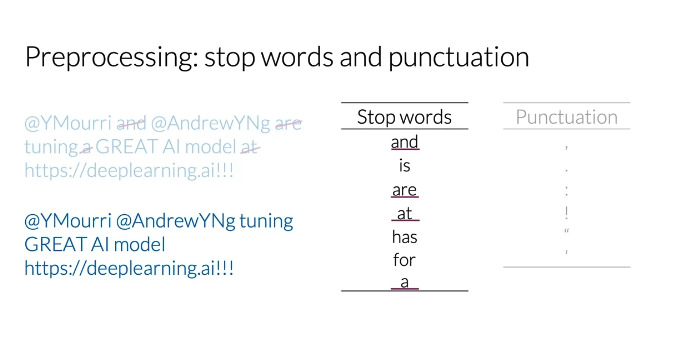 Preprocessing: stop words and punctuation
@YMourri and @AndrewYNg are
tuning a GREAT AI model at
https://deeplearning.ai!!!
@YMourri @AndrewYNg tuning
GREAT AI model
https://deeplearning.ai!!!
Stop words
and
is
are
at
has
for
a
Punctuation
,
.
:
!
“
‘